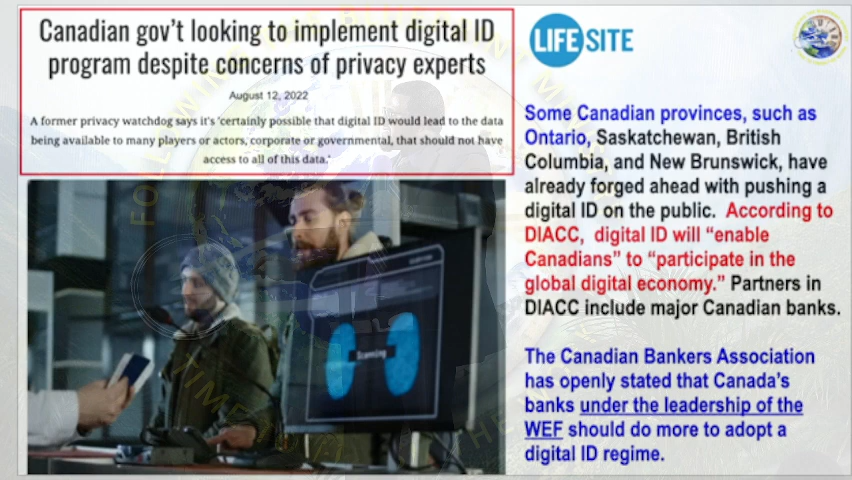 Canadian gov't looking to implement digital ID
program despite concerns of privacy experts
August 12, 2022
A former privacy watchdog says it's 'certainly possible that digital ID would lead to the data
being available to many players or actors, corporate or governmental, that should not have
access to all of this data.'
LIFE SITE
Some Canadian provinces, such as
Ontario, Saskatchewan, British
Columbia, and New Brunswick, have
already forged ahead with pushing a
digital ID on the public. According to
DIACC, digital ID will “enable
Canadians” to “participate in the
global digital economy.” Partners in
DIACC include major Canadian banks.
The Canadian Bankers Association
has openly stated that Canada's
banks under the leadership of the
WEF should do more to adopt a
digital ID regime.
Scanning